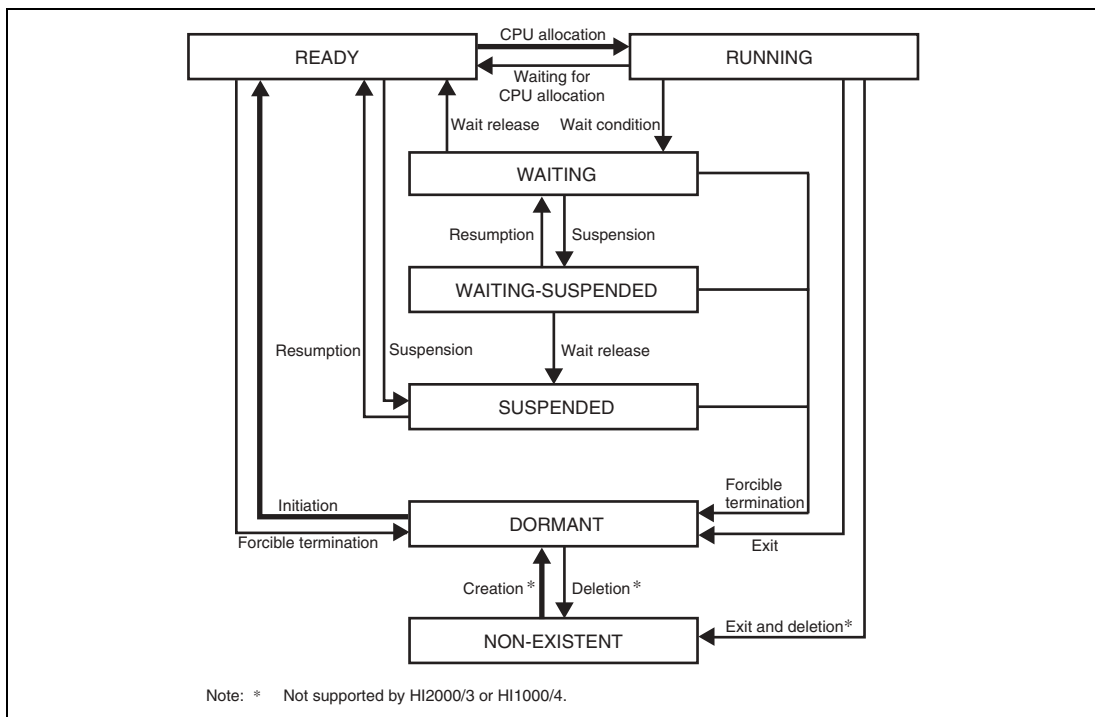 CPU allocation
READY
RUNNING
Waiting for
CPU allocation
Wait release
Wait condition
WAITING
Resumption
Suspension
WAITING-SUSPENDED
Resumption
Suspension
Wait release
SUSPENDED
Forcible
termination
Initiation
DORMANT
Forcible termination
Exit
Creation *
Deletion *
NON-EXISTENT
Exit and deletion*
Note: * Not supported by HI2000/3 or HI1000/4.